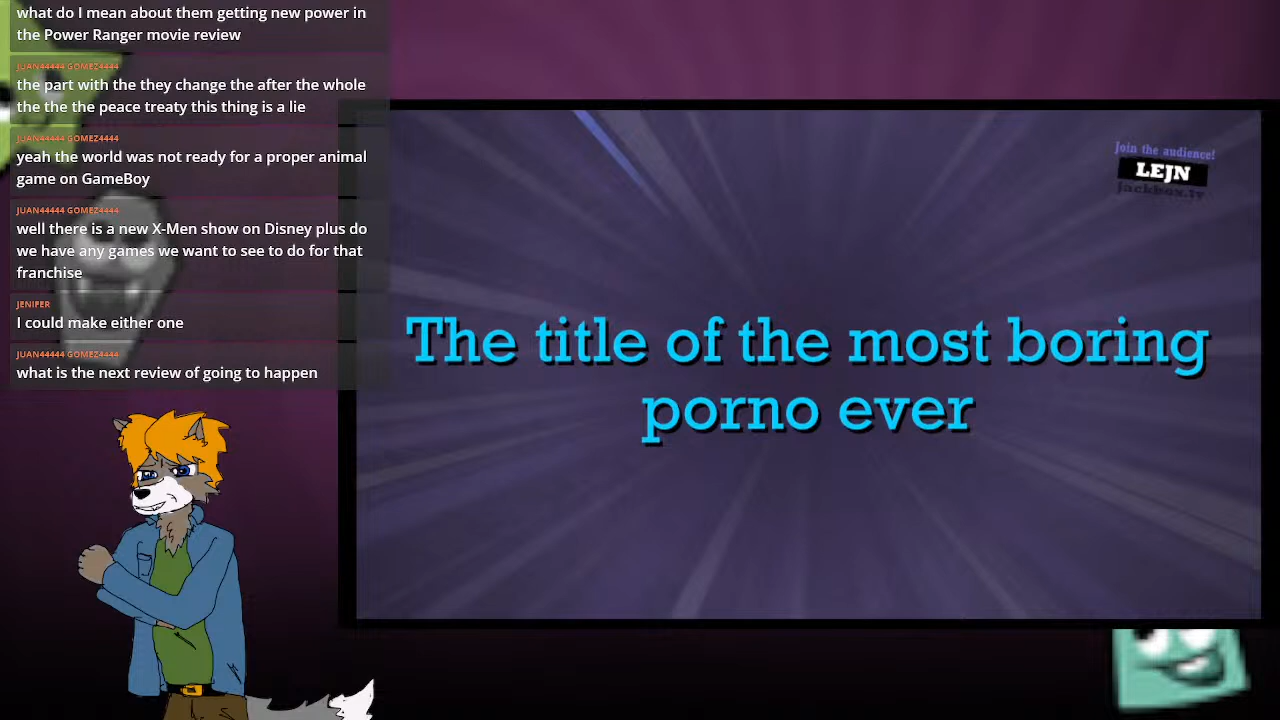 what do I mean about them getting new power in
the Power Ranger movie review
JUAN44444 GOMEZ4444
the part with the they change the after the whole
the the the peace treaty this thing is a lie
JUAN44444 GOMEZ4444
yeah the world was not ready for a proper animal
game on GameBoy
JUAN44444 GOMEZ4444
well there is a new X-Men show on Disney plus do
we have any games we want to see to do for that
franchise
JENIFER
I could make either one
JUAN44444 GOMEZ4444
what is the next review of going to happen
Join the audience!
LEJN
jackbox.tv
The title of the most boring
porno ever